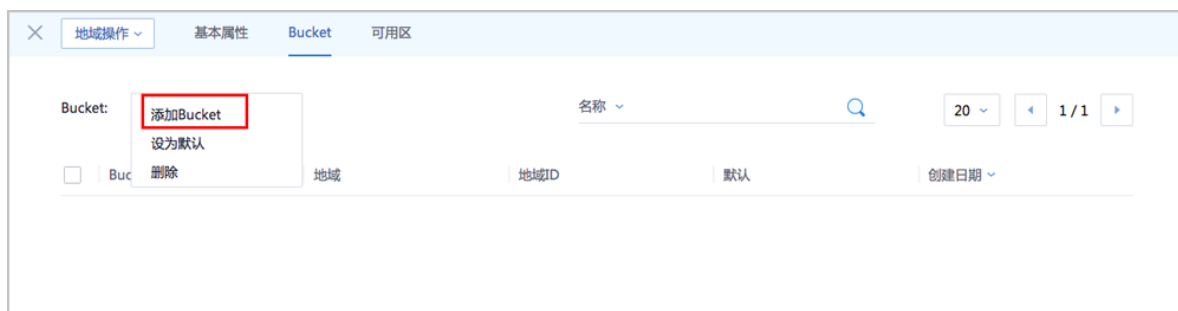 地域操作 基本属性 Bucket 可用区
Bucket: 名称 20 1 / 1
添加Bucket
设为默认
删除
Buc 地域 地域ID 默认 创建日期